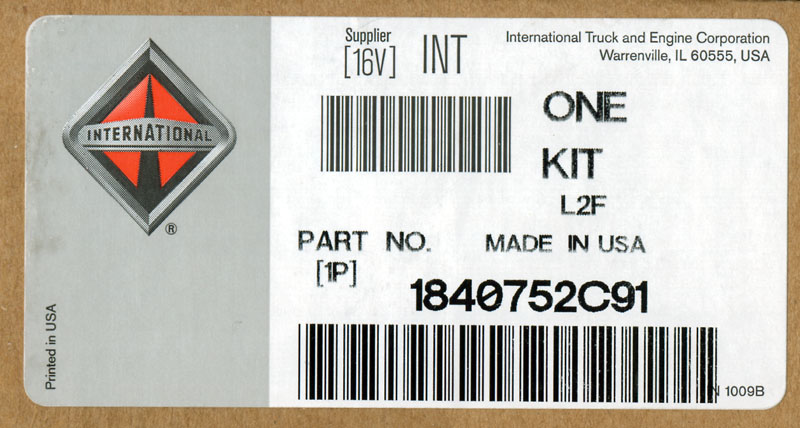 Supplier
[16V] INT
International Truck and Engine Corporation
Warrenville, IL 60555, USA
INTERNATIONAL
®
ONE
KIT
L2F
PART NO. MADE IN USA
[1P]
1840752C91
Printed in USA
N 1009B